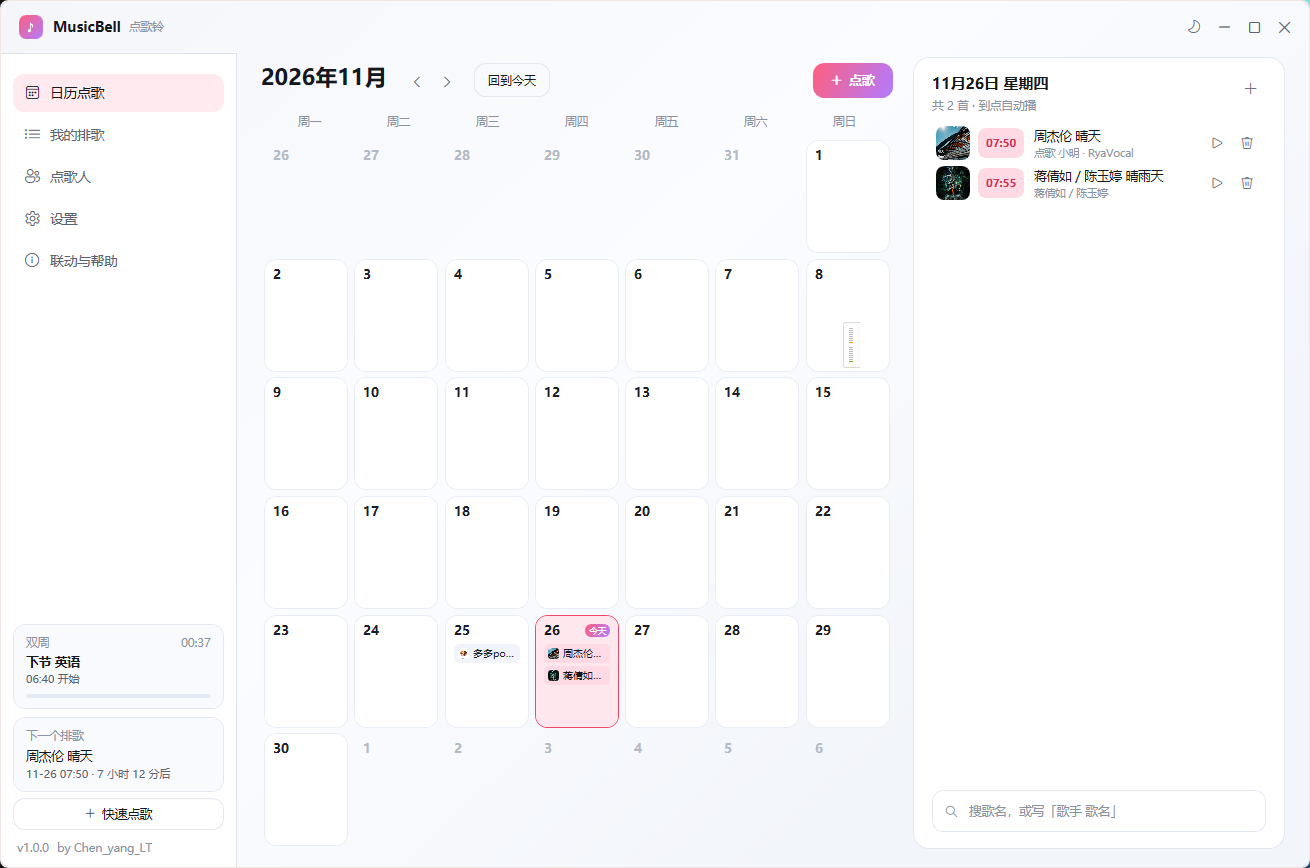 MusicBell 点歌铃
日历点歌
我的排歌
点歌人
设置
联动与帮助
双周 00:37
下节 英语
06:40 开始
下一个排歌
周杰伦 晴天
11-26 07:50 · 7 小时 12 分后
+ 快速点歌
v1.0.0 by Chen_yang_LT
2026年11月 回到今天 + 点歌
周一 周二 周三 周四 周五 周六 周日
26 27 28 29 30 31 1
2 3 4 5 6 7 8
9 10 11 12 13 14 15
16 17 18 19 20 21 22
23 24 25 26 今天 27 28 29
多多po... 周杰伦...
蒋倩如...
30 1 2 3 4 5 6
11月26日 星期四
共 2 首 · 到点自动播
07:50 周杰伦 晴天
点歌 小明 · RyaVocal
07:55 蒋倩如 / 陈玉婷 晴雨天
蒋倩如 / 陈玉婷
搜歌名，或写「歌手 歌名」